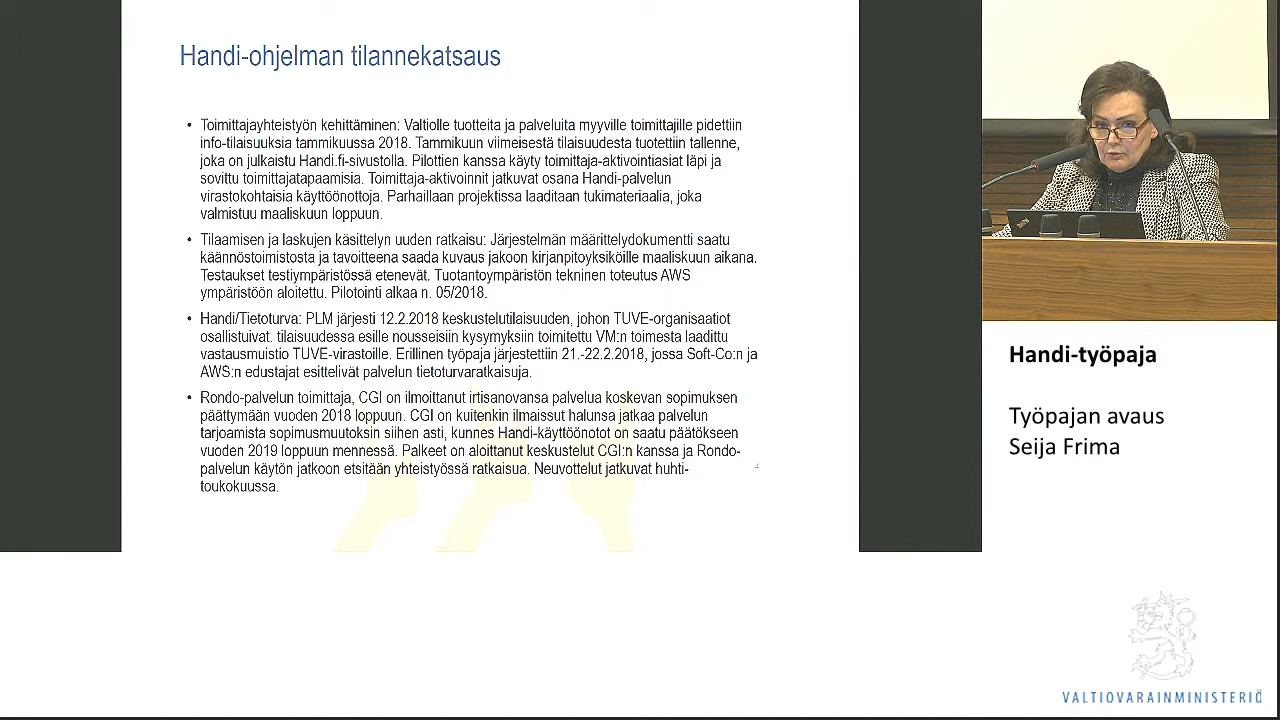 Handi-ohjelman tilannekatsaus
• Toimittajayhteistyön kehittäminen: Valtiolle tuotteita ja palveluita myyville toimittajille pidettiin
info-tilaisuuksia tammikuussa 2018. Tammikuun viimeisestä tilaisuudesta tuotettiin tallenne,
joka on julkaistu Handi.fi-sivustolla. Pilottien kanssa käyty toimittaja-aktivointiasiat läpi ja
sovittu toimittajatapaamisia. Toimittaja-aktivoinnit jatkuvat osana Handi-palvelun
virastokohtaisia käyttöönottoja. Parhaillaan projektissa laaditaan tukimateriaalia, joka
valmistuu maaliskuun loppuun.
• Tilaamisen ja laskujen käsittelyn uuden ratkaisu: Järjestelmän määrittelydokumentti saatu
käännöstoimistosta ja tavoitteena saada kuvaus jakoon kirjanpitoyksiköille maaliskuun aikana.
Testaukset testiympäristössä etenevät. Tuotantoympäristön tekninen toteutus AWS
ympäristöön aloitettu. Pilotointi alkaa n. 05/2018.
• Handi/Tietoturva: PLM järjesti 12.2.2018 keskustelutilaisuuden, johon TUVE-organisaatiot
osallistuivat. tilaisuudessa esille nousseisiin kysymyksiin toimitettu VM:n toimesta laadittu
vastausmuistio TUVE-virastoille. Erillinen työpaja järjestettiin 21.-22.2.2018, jossa Soft-Co:n ja
AWS:n edustajat esittelivät palvelun tietoturvaratkaisuja.
• Rondo-palvelun toimittaja, CGI on ilmoittanut irtisanovansa palvelua koskevan sopimuksen
päättymään vuoden 2018 loppuun. CGI on kuitenkin ilmaissut halunsa jatkaa palvelun
tarjoamista sopimusmuutoksin siihen asti, kunnes Handi-käyttöönotot on saatu päätökseen
vuoden 2019 loppuun mennessä. Palkeet on aloittanut keskustelut CGI:n kanssa ja Rondo-
palvelun käytön jatkoon etsitään yhteistyössä ratkaisua. Neuvottelut jatkuvat huhti-
toukokuussa.
4
Handi-työpaja
Työpajan avaus
Seija Frima
VALTIOVARAINMINISTERIÖ